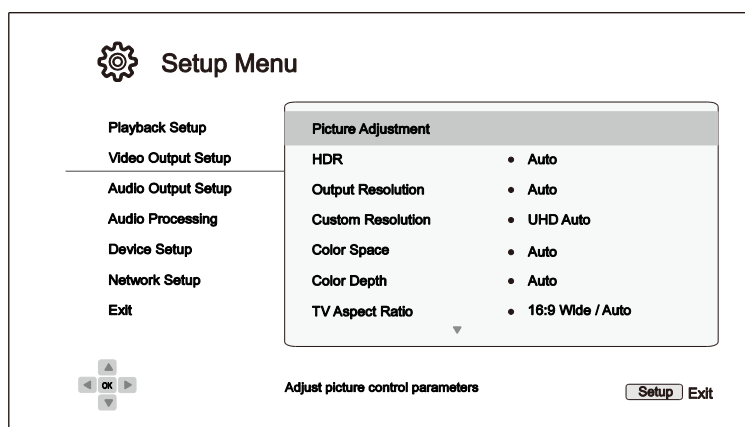 Setup Menu
Playback Setup
Video Output Setup
Audio Output Setup
Audio Processing
Device Setup
Network Setup
Exit
Picture Adjustment
HDR • Auto
Output Resolution • Auto
Custom Resolution • UHD Auto
Color Space • Auto
Color Depth • Auto
TV Aspect Ratio • 16:9 Wide / Auto
OK
Adjust picture control parameters
Setup Exit